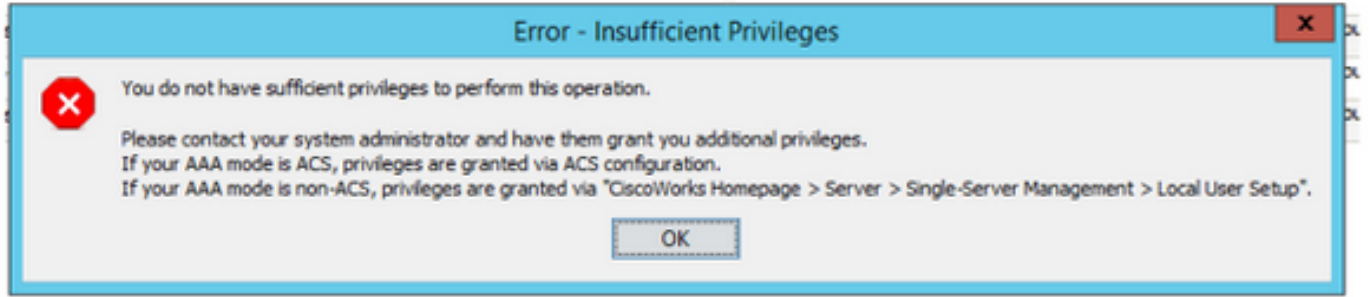 Error - Insufficient Privileges
You do not have sufficient privileges to perform this operation.
Please contact your system administrator and have them grant you additional privileges.
If your AAA mode is ACS, privileges are granted via ACS configuration.
If your AAA mode is non-ACS, privileges are granted via "CiscoWorks Homepage > Server > Single-Server Management > Local User Setup".
OK